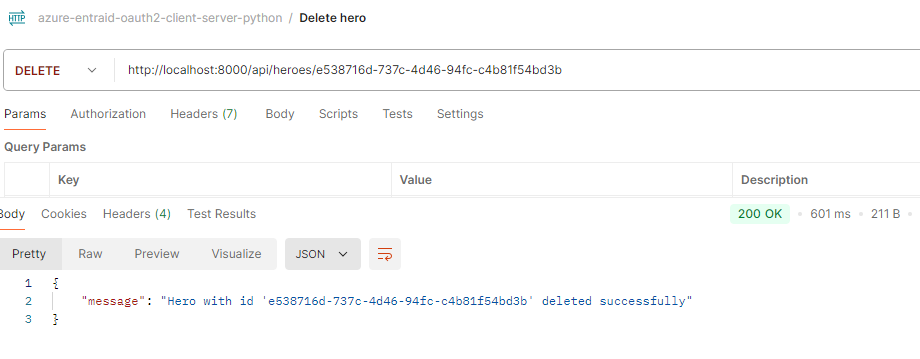 HTTP azure-entraid-oauth2-client-server-python / Delete hero
DELETE http://localhost:8000/api/heroes/e538716d-737c-4d46-94fc-c4b81f54bd3b
Params Authorization Headers (7) Body Scripts Tests Settings
Query Params
Key Value Description
Body Cookies Headers (4) Test Results 200 OK • 601 ms • 211 B •
Pretty Raw Preview Visualize JSON
1 {
2 "message": "Hero with id 'e538716d-737c-4d46-94fc-c4b81f54bd3b' deleted successfully"
3 }